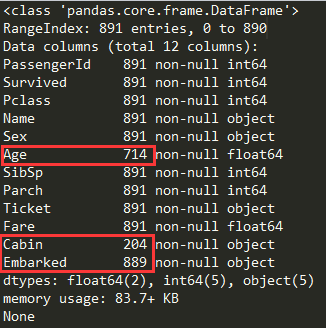 <class 'pandas.core.frame.DataFrame'>
RangeIndex: 891 entries, 0 to 890
Data columns (total 12 columns):
PassengerId    891 non-null int64
Survived       891 non-null int64
Pclass         891 non-null int64
Name           891 non-null object
Sex            891 non-null object
Age            714 non-null float64
SibSp          891 non-null int64
Parch          891 non-null int64
Ticket         891 non-null object
Fare           891 non-null float64
Cabin          204 non-null object
Embarked       889 non-null object
dtypes: float64(2), int64(5), object(5)
memory usage: 83.7+ KB
None